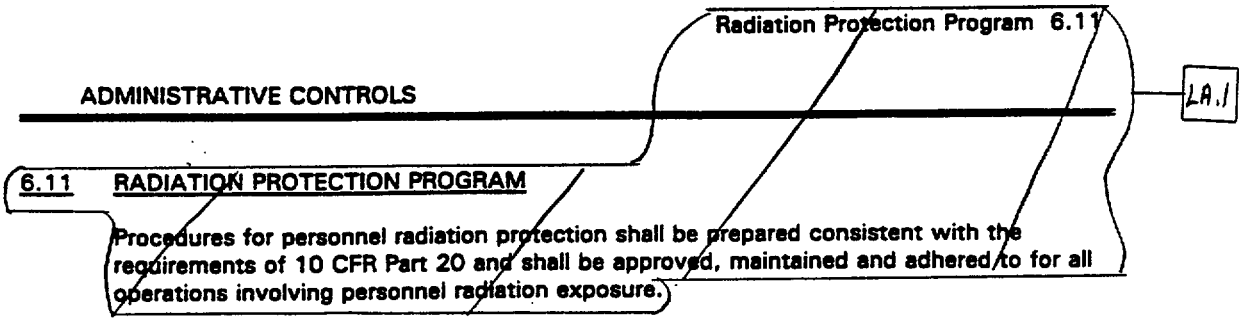 Radiation Protection Program 6.11
ADMINISTRATIVE CONTROLS
LA.1
6.11 RADIATION PROTECTION PROGRAM
Procedures for personnel radiation protection shall be prepared consistent with the
requirements of 10 CFR Part 20 and shall be approved, maintained and adhered to for all
operations involving personnel radiation exposure.